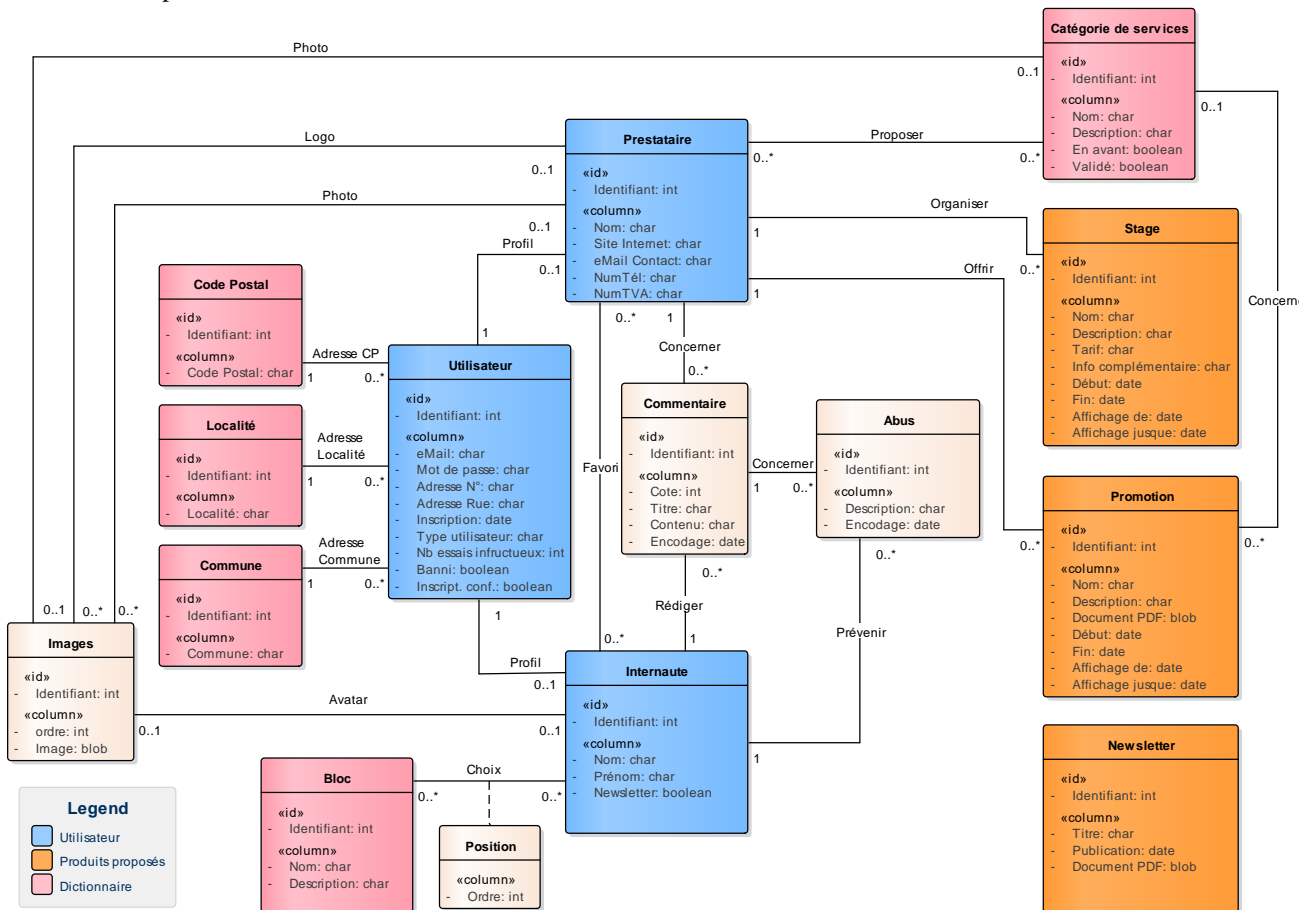 Photo
0..1
Catégorie de services
«id»
- Identifiant: int
«column»
- Nom: char
- Description: char
- En avant: boolean
- Validé: boolean
0..1
Logo
0..1
Prestataire
«id»
- Identifiant: int
«column»
- Nom: char
- Site Internet: char
- eMail Contact: char
- NumTél: char
- NumTVA: char
Proposer
0..*
0..*
Photo
0..1
Organiser
1
0..*
Stage
«id»
- Identifiant: int
«column»
- Nom: char
- Description: char
- Tarif: char
- Info complémentaire: char
- Début: date
- Fin: date
- Affichage de: date
- Affichage jusque: date
Profil
0..1
1
Offrir
1
0..*
Code Postal
«id»
- Identifiant: int
«column»
- Code Postal: char
Adresse CP
1
0..*
Utilisateur
«id»
- Identifiant: int
«column»
- eMail: char
- Mot de passe: char
- Adresse N°: char
- Adresse Rue: char
- Inscription: date
- Type utilisateur: char
- Nb essais infructueux: int
- Banni: boolean
- Inscript. conf.: boolean
0..*
1
Concerner
0..*
Commentaire
«id»
- Identifiant: int
«column»
- Cote: int
- Titre: char
- Contenu: char
- Encodage: date
Concerner
1
0..*
Abus
«id»
- Identifiant: int
«column»
- Description: char
- Encodage: date
0..*
Localité
«id»
- Identifiant: int
«column»
- Localité: char
Adresse
Localité
1
0..*
Favori
0..*
Commune
«id»
- Identifiant: int
«column»
- Commune: char
Adresse
Commune
1
0..*
Promotion
«id»
- Identifiant: int
«column»
- Nom: char
- Description: char
- Document PDF: blob
- Début: date
- Fin: date
- Affichage de: date
- Affichage jusque: date
0..*
0..*
Rédiger
1
Prévenir
1
0..1
0..*
0..*
Images
«id»
- Identifiant: int
«column»
- ordre: int
- Image: blob
1
Profil
0..1
Internaute
«id»
- Identifiant: int
«column»
- Nom: char
- Prénom: char
- Newsletter: boolean
Avatar
0..1
0..1
Bloc
«id»
- Identifiant: int
«column»
- Nom: char
- Description: char
Choix
0..*
0..*
Position
«column»
- Ordre: int
Newsletter
«id»
- Identifiant: int
«column»
- Titre: char
- Publication: date
- Document PDF: blob
Legend
Utilisateur
Produits proposés
Dictionnaire